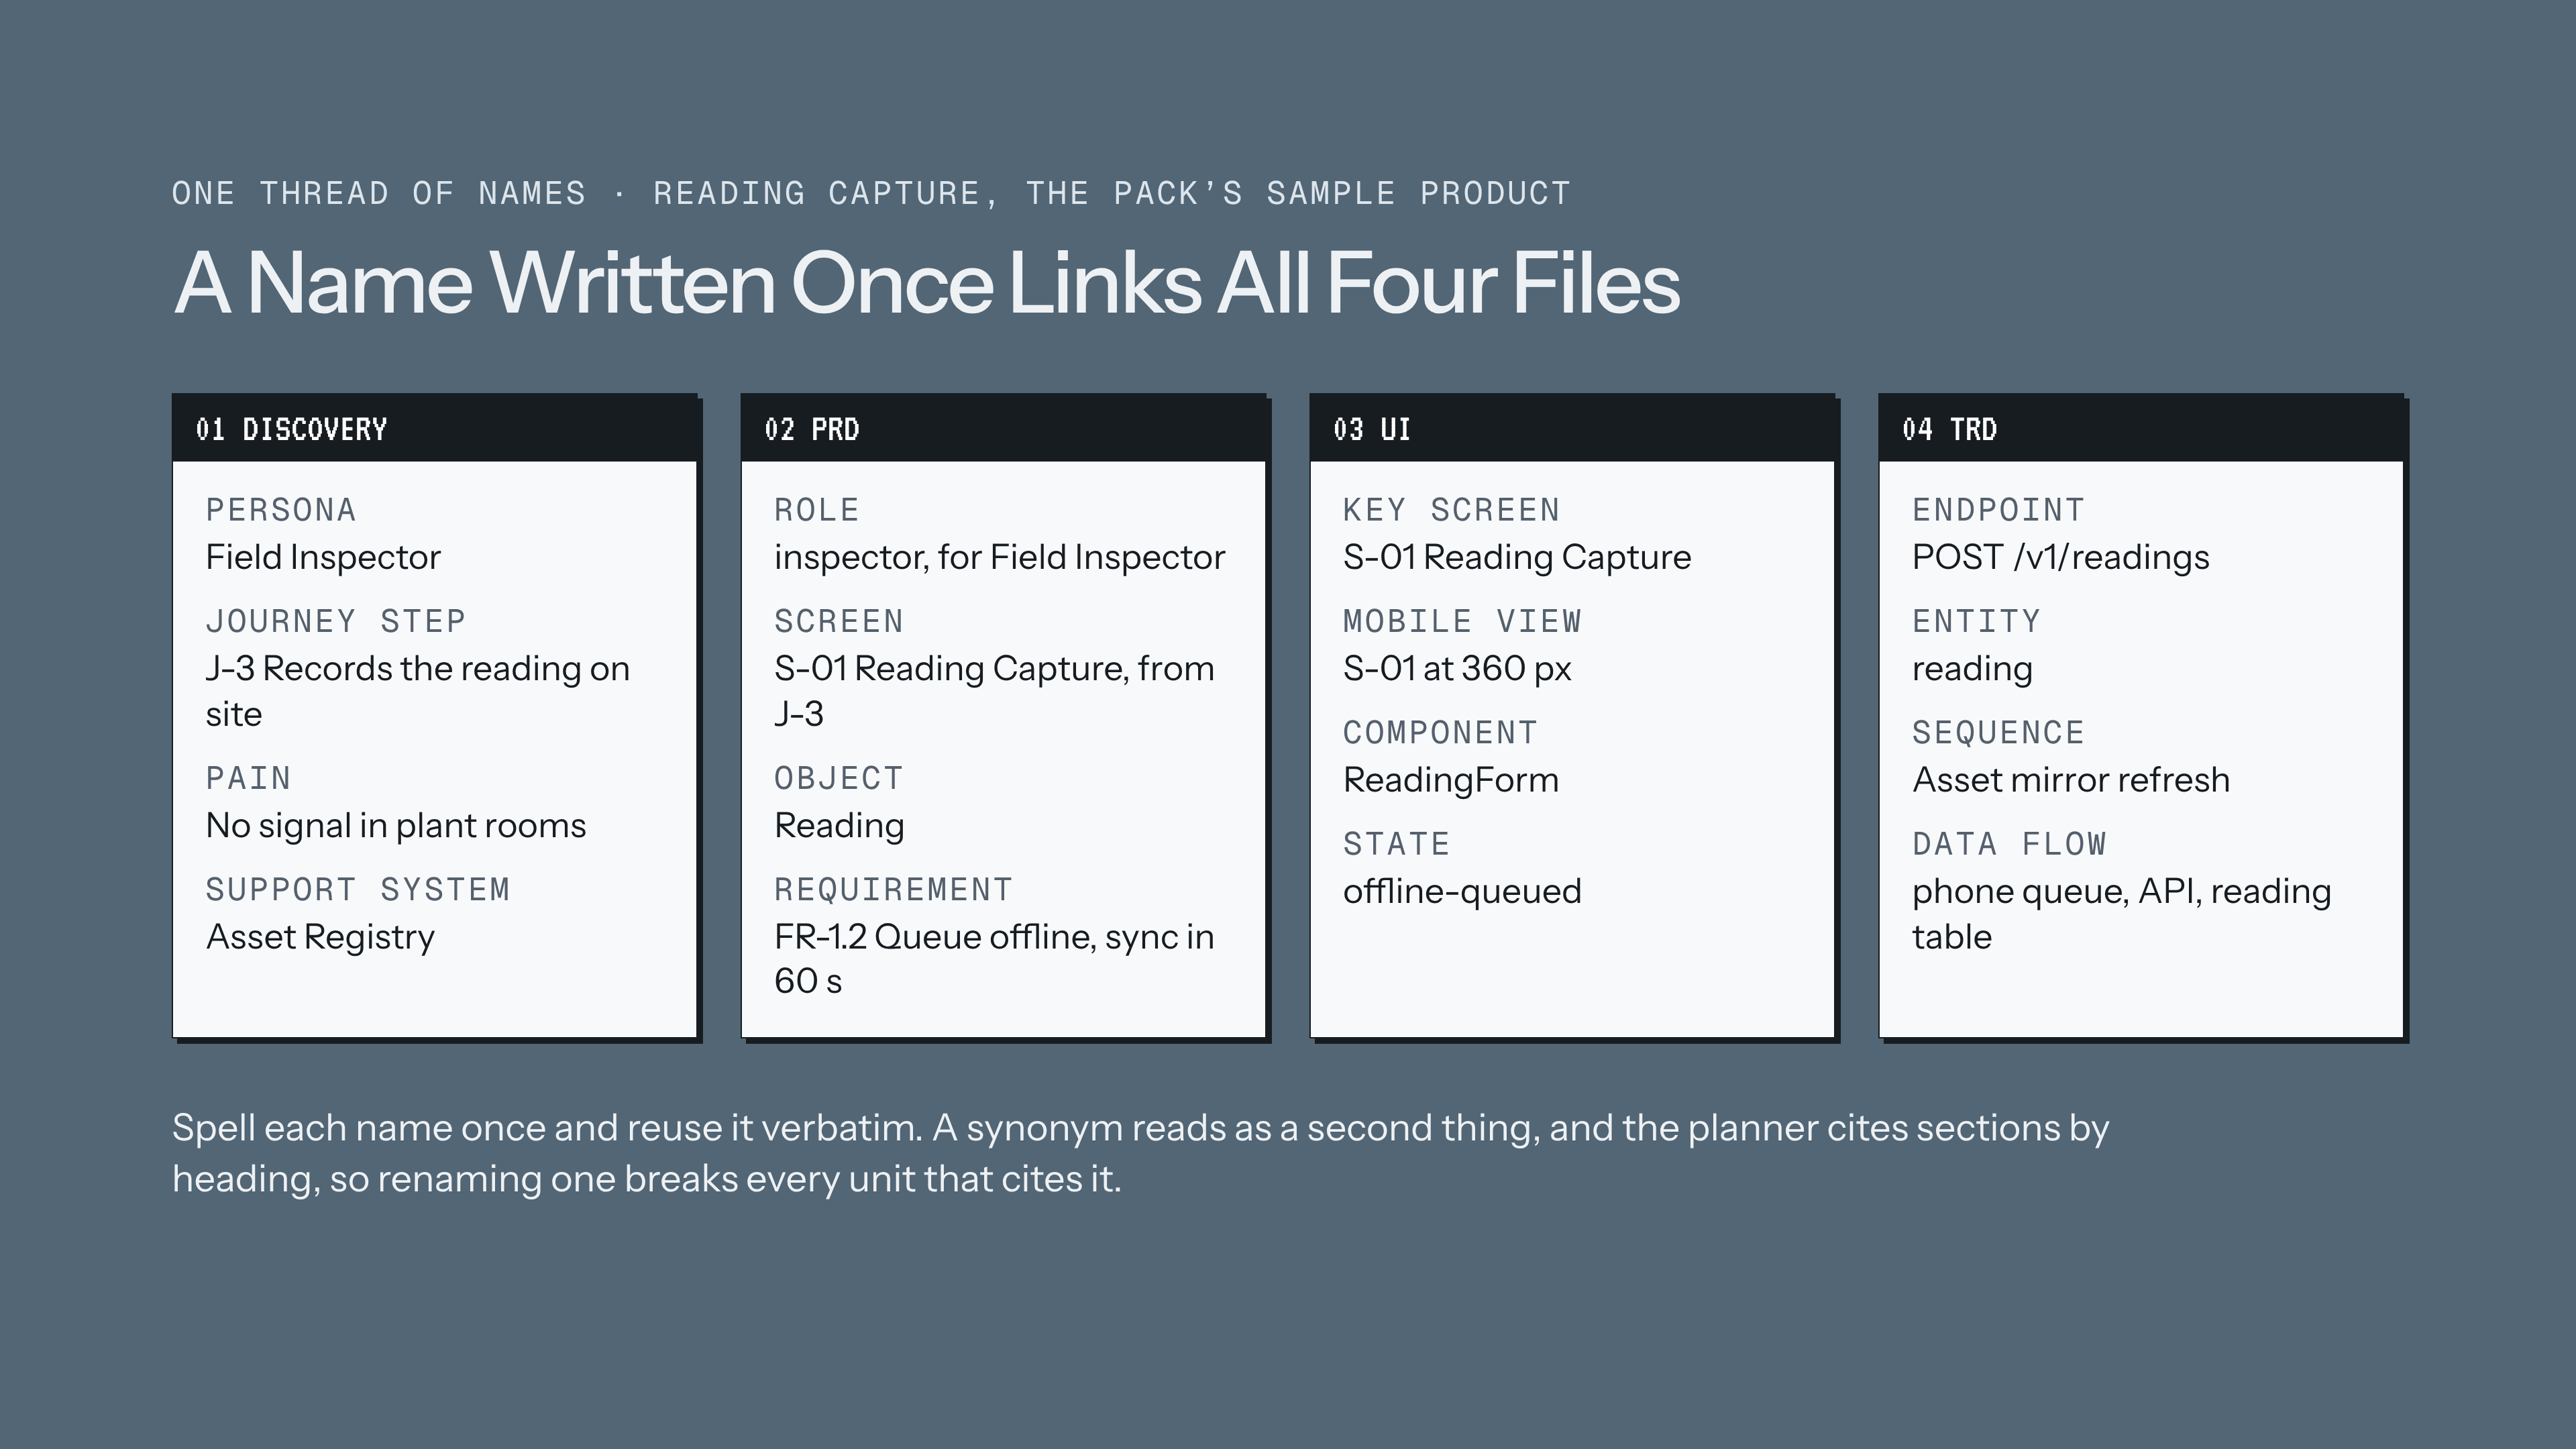 ONE THREAD OF NAMES · READING CAPTURE, THE PACK’S SAMPLE PRODUCT
A Name Written Once Links All Four Files
01 DISCOVERY
PERSONA
Field Inspector
JOURNEY STEP
J-3 Records the reading on
site
PAIN
No signal in plant rooms
SUPPORT SYSTEM
Asset Registry
02 PRD
ROLE
inspector, for Field Inspector
SCREEN
S-01 Reading Capture, from
J-3
OBJECT
Reading
REQUIREMENT
FR-1.2 Queue offline, sync in
60 s
03 UI
KEY SCREEN
S-01 Reading Capture
MOBILE VIEW
S-01 at 360 px
COMPONENT
ReadingForm
STATE
offline-queued
04 TRD
ENDPOINT
POST /v1/readings
ENTITY
reading
SEQUENCE
Asset mirror refresh
DATA FLOW
phone queue, API, reading
table
Spell each name once and reuse it verbatim. A synonym reads as a second thing, and the planner cites sections by
heading, so renaming one breaks every unit that cites it.